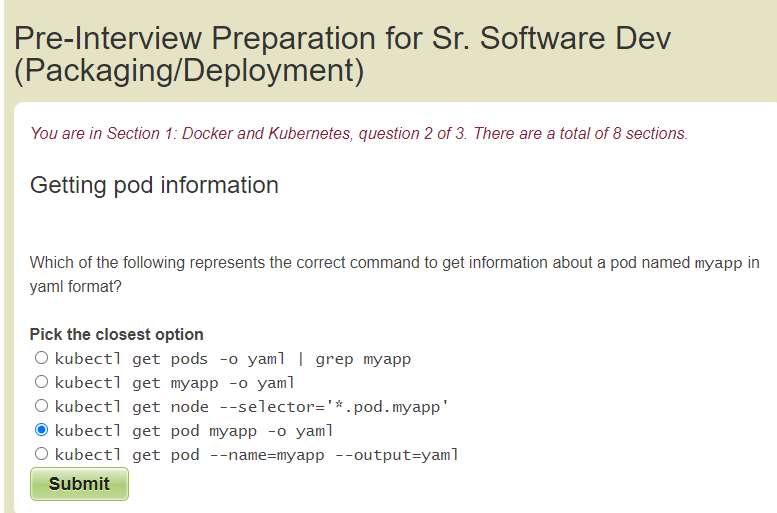 Pre-Interview Preparation for Sr. Software Dev
(Packaging/Deployment)
You are in Section 1: Docker and Kubernetes, question 2 of 3. There are a total of 8 sections.
Getting pod information
Which of the following represents the correct command to get information about a pod named myapp in
yaml format?
Pick the closest option
kubectl get pods -o yaml | grep myapp
kubectl get myapp -o yaml
kubectl get node --selector='*.pod.myapp'
kubectl get pod myapp -o yaml
kubectl get pod --name=myapp --output=yaml
Submit